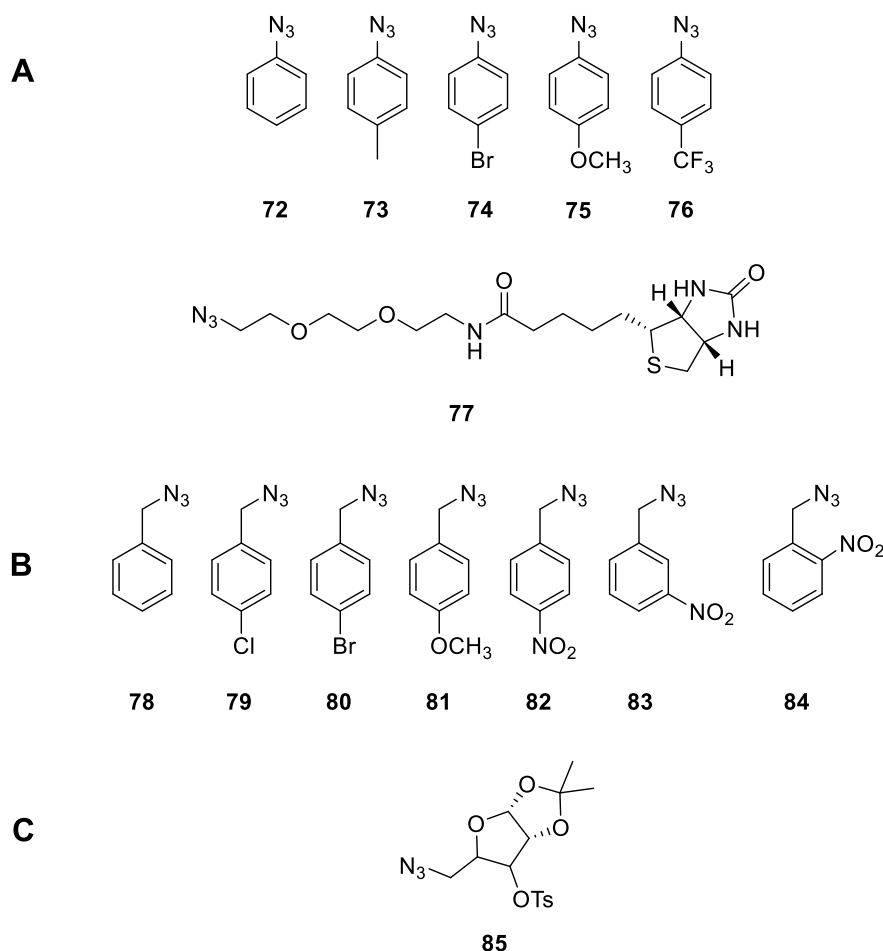 A
N3 N3 N3 N3 N3
Br OCH3 CF3
72 73 74 75 76
N3 O O N H O S H HN O NH H
77
B
N3 N3 N3 N3 N3 N3 N3
NO2
NO2
Cl Br OCH3 NO2
78 79 80 81 82 83 84
C
O
O
O
N3
OTs
85